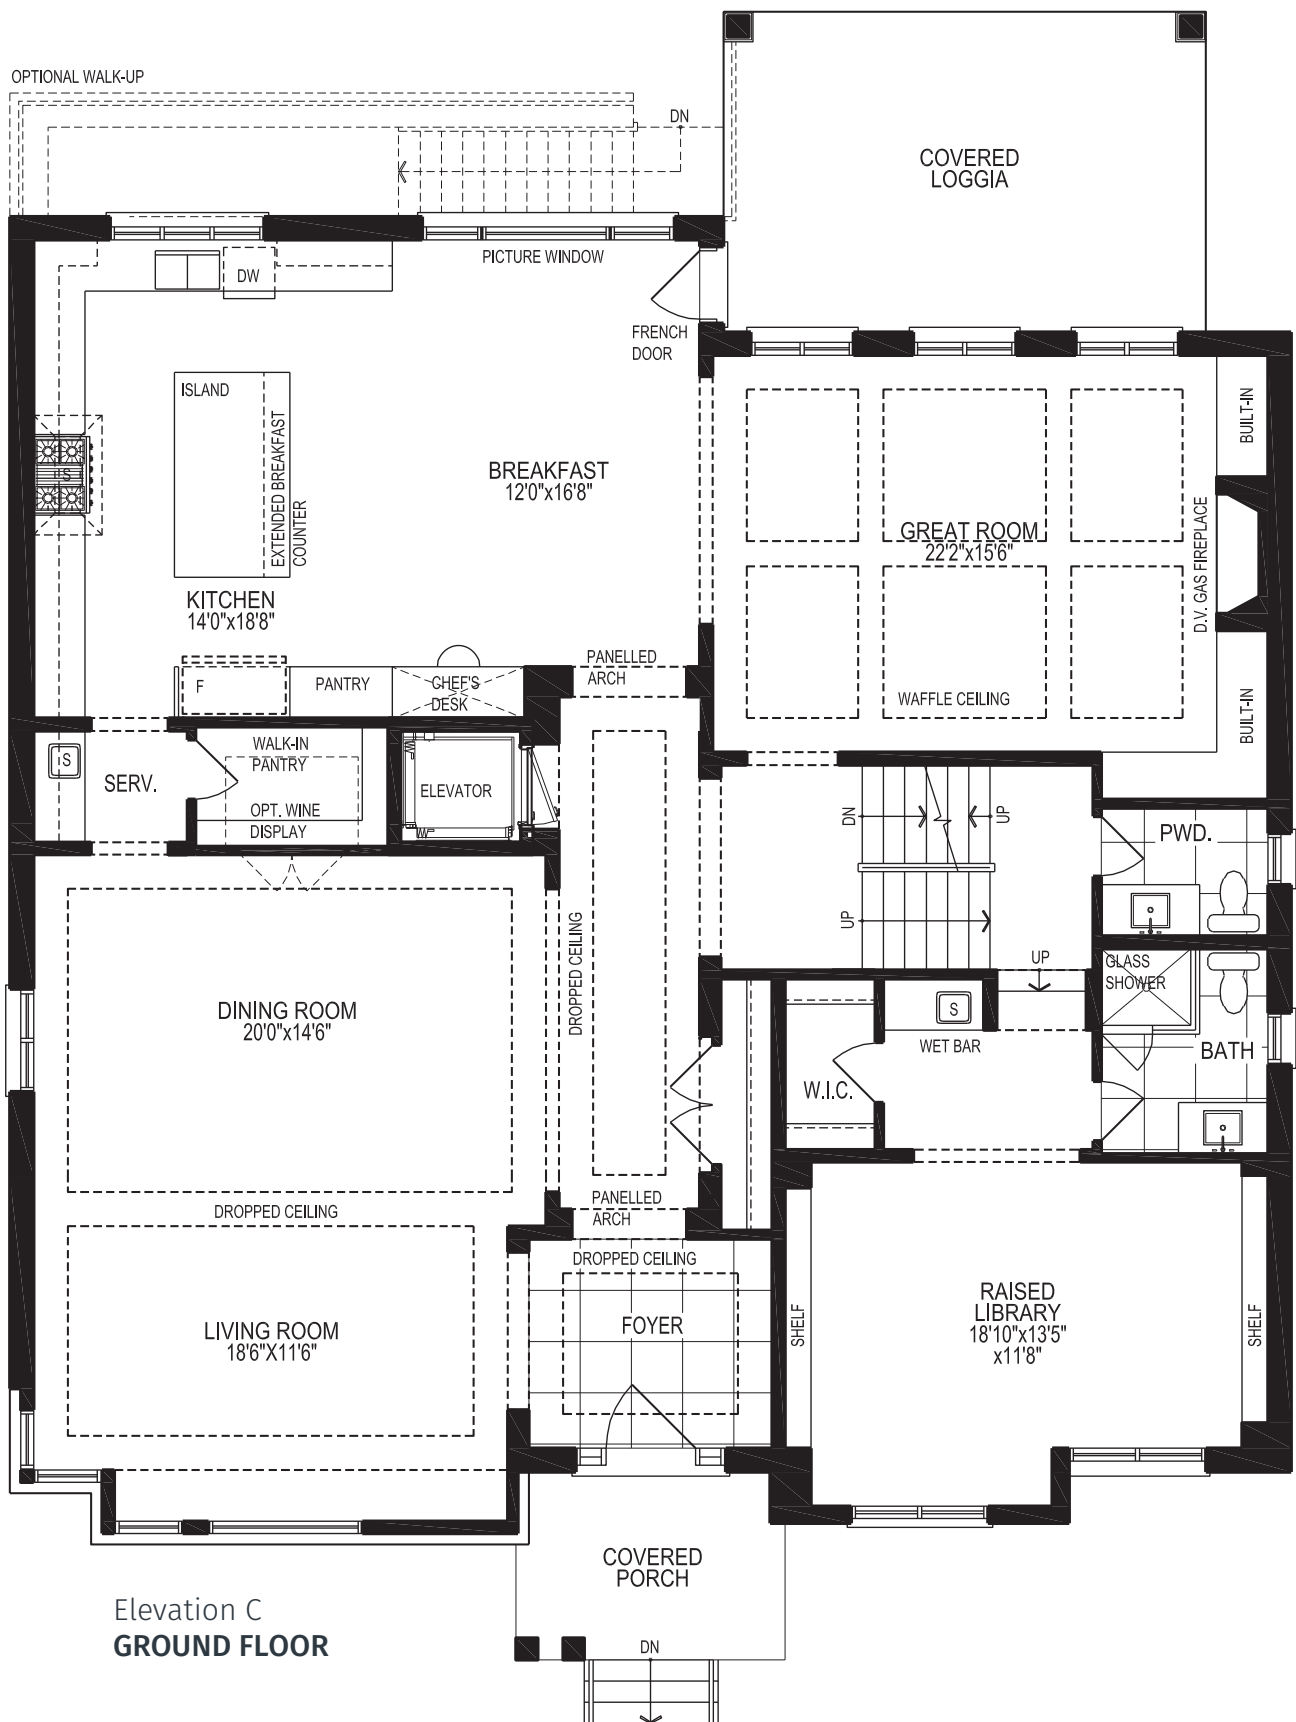 OPTIONAL WALK-UP
DN
COVERED
LOGGIA
PICTURE WINDOW
DW
FRENCH
DOOR
ISLAND
EXTENDED BREAKFAST
COUNTER
S
BREAKFAST
12'0"x16'8"
KITCHEN
14'0"x18'8"
GREAT ROOM
22'2"x15'6"
BUILT-IN
D.V. GAS FIREPLACE
WAFFLE CEILING
BUILT-IN
F
PANTRY
CHEF'S
DESK
PANELLED
ARCH
S
SERV.
WALK-IN
PANTRY
OPT. WINE
DISPLAY
ELEVATOR
DN
UP
UP
PWD.
DROPPED CEILING
DINING ROOM
20'0"x14'6"
UP
GLASS
SHOWER
S
WET BAR
W.I.C.
BATH
DROPPED CEILING
PANELLED
ARCH
DROPPED CEILING
FOYER
LIVING ROOM
18'6"X11'6"
SHELF
RAISED
LIBRARY
18'10"x13'5"
x11'8"
SHELF
COVERED
PORCH
DN
Elevation C
GROUND FLOOR